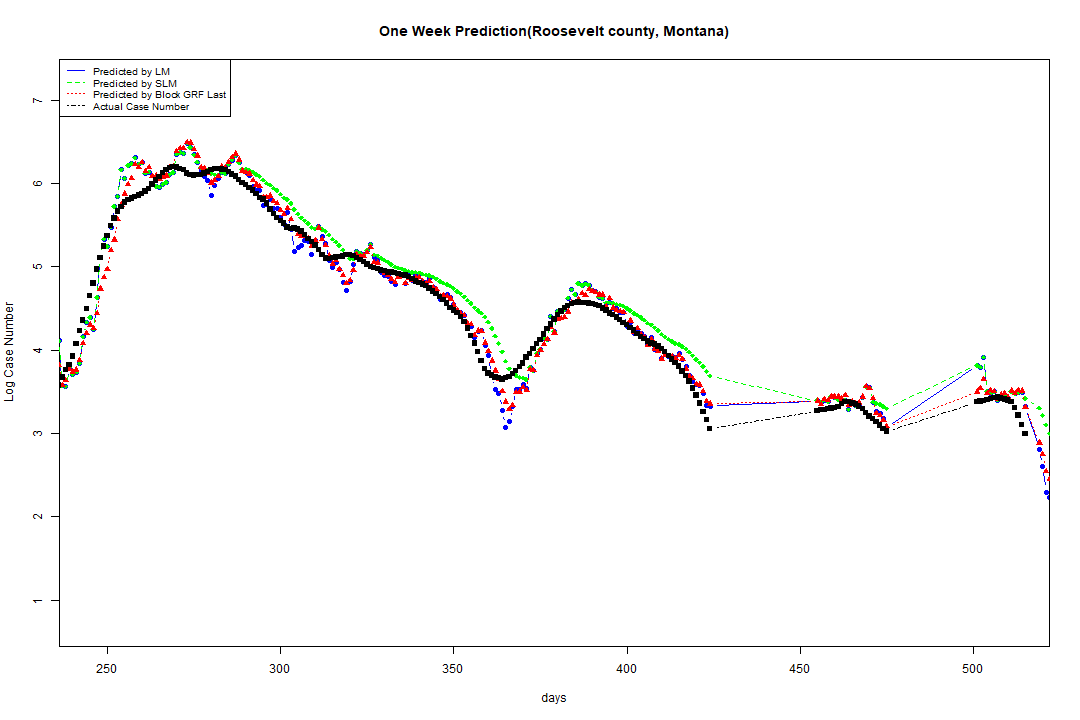 One Week Prediction(Roosevelt county, Montana)
Predicted by LM
Predicted by SLM
Predicted by Block GRF Last
Actual Case Number
Log Case Number
7
6
5
4
3
2
1
250 300 350 400 450 500
days